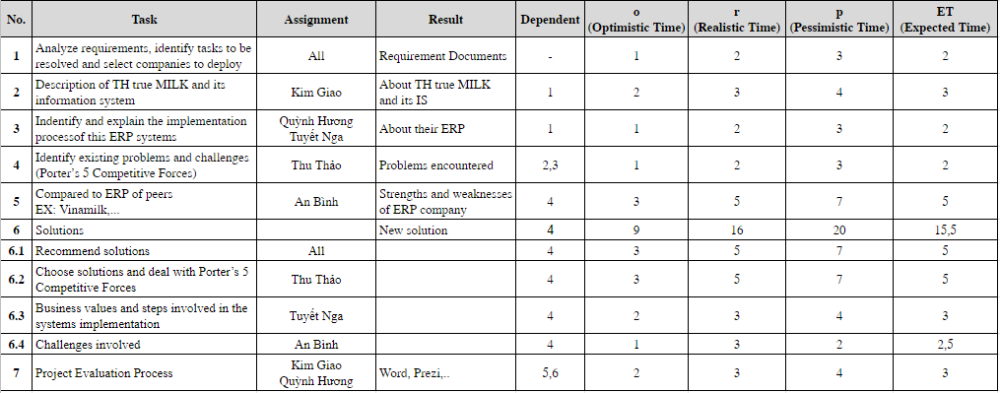 No. Task Assignment Result Dependent o (Optimistic Time) r (Realistic Time) p (Pessimistic Time) ET (Expected Time)
1 Analyze requirements, identify tasks to be resolved and select companies to deploy All Requirement Documents - 1 2 3 2
2 Description of TH true MILK and its information system Kim Giao About TH true MILK and its IS 1 2 3 4 3
3 Indentify and explain the implementation processof this ERP systems Quỳnh Hương Tuyết Nga About their ERP 1 1 2 3 2
4 Identify existing problems and challenges (Porter's 5 Competitive Forces) Thu Thảo Problems encountered 2,3 1 2 3 2
5 Compared to ERP of peers EX: Vinamilk,... An Bình Strengths and weaknesses of ERP company 4 3 5 7 5
6 Solutions New solution 4 9 16 20 15,5
6.1 Recommend solutions All 4 3 5 7 5
6.2 Choose solutions and deal with Porter's 5 Competitive Forces Thu Thảo 4 3 5 7 5
6.3 Business values and steps involved in the systems implementation Tuyết Nga 4 2 3 4 3
6.4 Challenges involved An Bình 4 1 3 2 2,5
7 Project Evaluation Process Kim Giao Quỳnh Hương Word, Prezi,.. 5,6 2 3 4 3